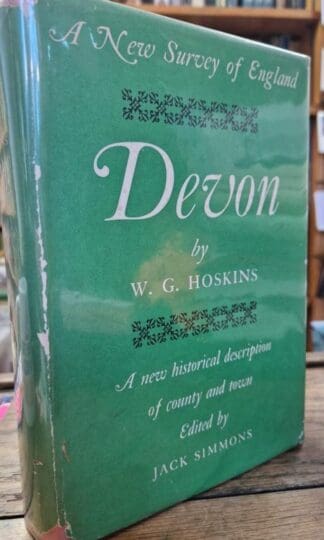 A New Survey of England
Devon
by
W. G. HOSKINS
A new historical description
of county and town
Edited by
JACK SIMMONS